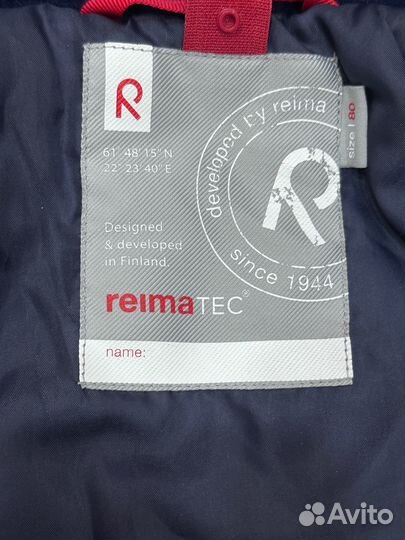 61° 48' 15" N
22° 23' 40" E
Designed
& developed
in Finland.
developed by reima
since 1944
reimaTEC®
name:
size | 80
Avito